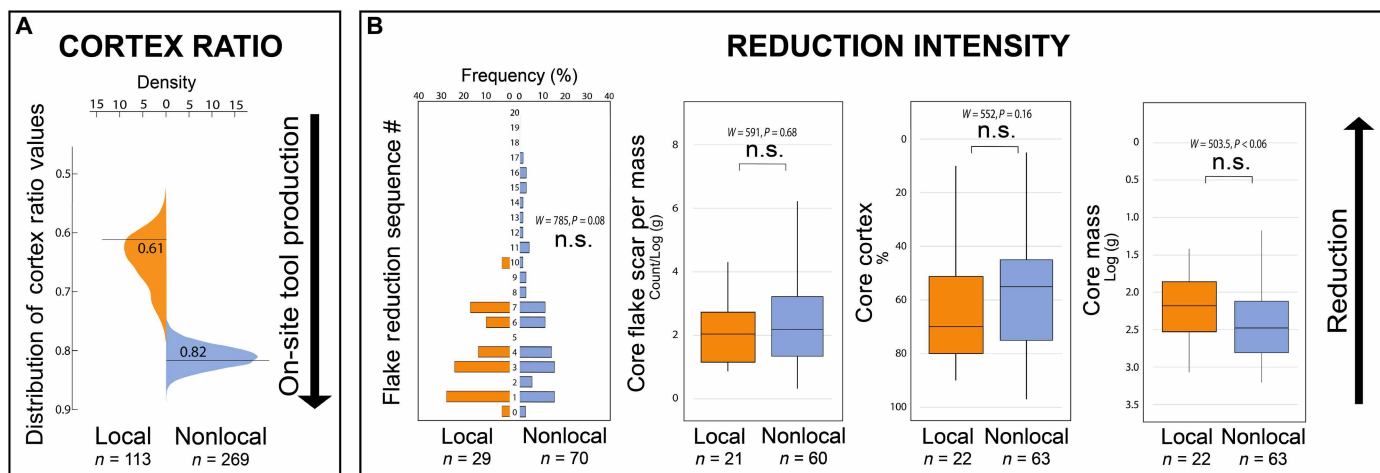 A
CORTEX RATIO
Density
15 10 5 0 5 10 15
Distribution of cortex ratio values
0.5
0.6
0.7
0.8
0.9
0.61
0.82
On-site tool production
Local Nonlocal
n = 113 n = 269
B
REDUCTION INTENSITY
Frequency (%)
40 30 20 10 0 0 10 20 30 40
Flake reduction sequence #
20
19
18
17
16
15
14
13
12
11
10
9
8
7
6
5
4
3
2
1
0
W = 785, P = 0.08
n.s.
Local Nonlocal
n = 29 n = 70
Core flake scar per mass
Count/Log (g)
8
6
4
2
0
W = 591, P = 0.68
n.s.
Local Nonlocal
n = 21 n = 60
Core cortex
%
0
20
40
60
80
100
W = 552, P = 0.16
n.s.
Local Nonlocal
n = 22 n = 63
Core mass
Log (g)
0
0.5
0.0
1.0
1.5
2.0
2.5
3.0
3.5
W = 503.5, P < 0.06
n.s.
Local Nonlocal
n = 22 n = 63
Reduction